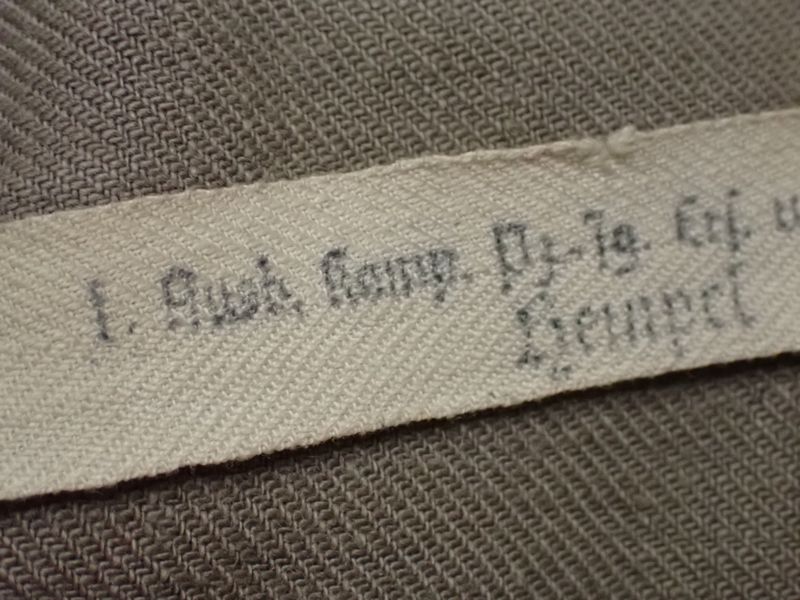 1. Ausb. Komp. Pz.-Jg. Ers. u
Hempel